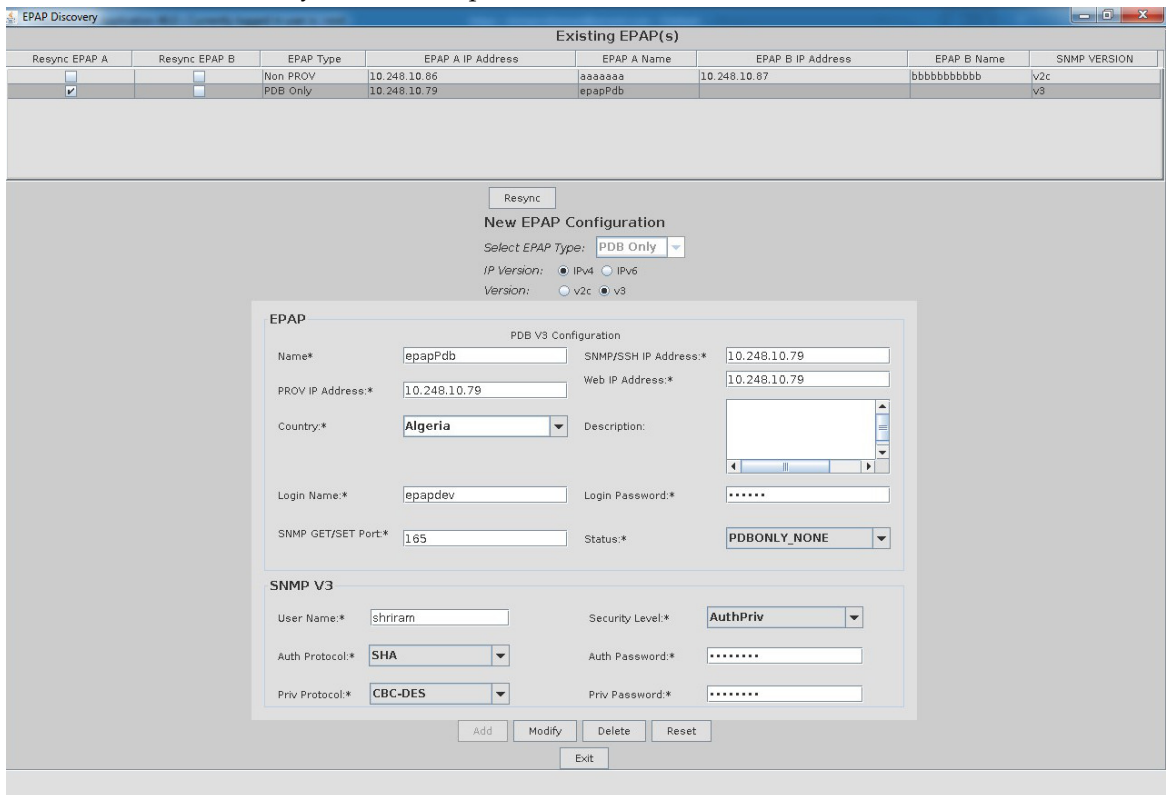 EPAP Discovery
Existing EPAP(s)
Resync EPAP A Resync EPAP B EPAP Type EPAP A IP Address EPAP A Name EPAP B IP Address EPAP B Name SNMP VERSION
Non PROV 10.248.10.86 aaaaaaa 10.248.10.87 bbbbbbbbbbb v2c
PDB Only 10.248.10.79 epapPdb v3
Resync
New EPAP Configuration
Select EPAP Type: PDB Only
IP Version: IPv4 IPv6
Version: v2c v3
EPAP
PDB V3 Configuration
Name* epapPdb SNMP/SSH IP Address:* 10.248.10.79
PROV IP Address:* 10.248.10.79 Web IP Address:* 10.248.10.79
Country:* Algeria Description:
Login Name:* epapdev Login Password:* ••••••
SNMP GET/SET Port:* 165 Status:* PDBONLY_NONE
SNMP V3
User Name:* shriram Security Level:* AuthPriv
Auth Protocol:* SHA Auth Password:* ••••••••
Priv Protocol:* CBC-DES Priv Password:* ••••••••
Add Modify Delete Reset
Exit